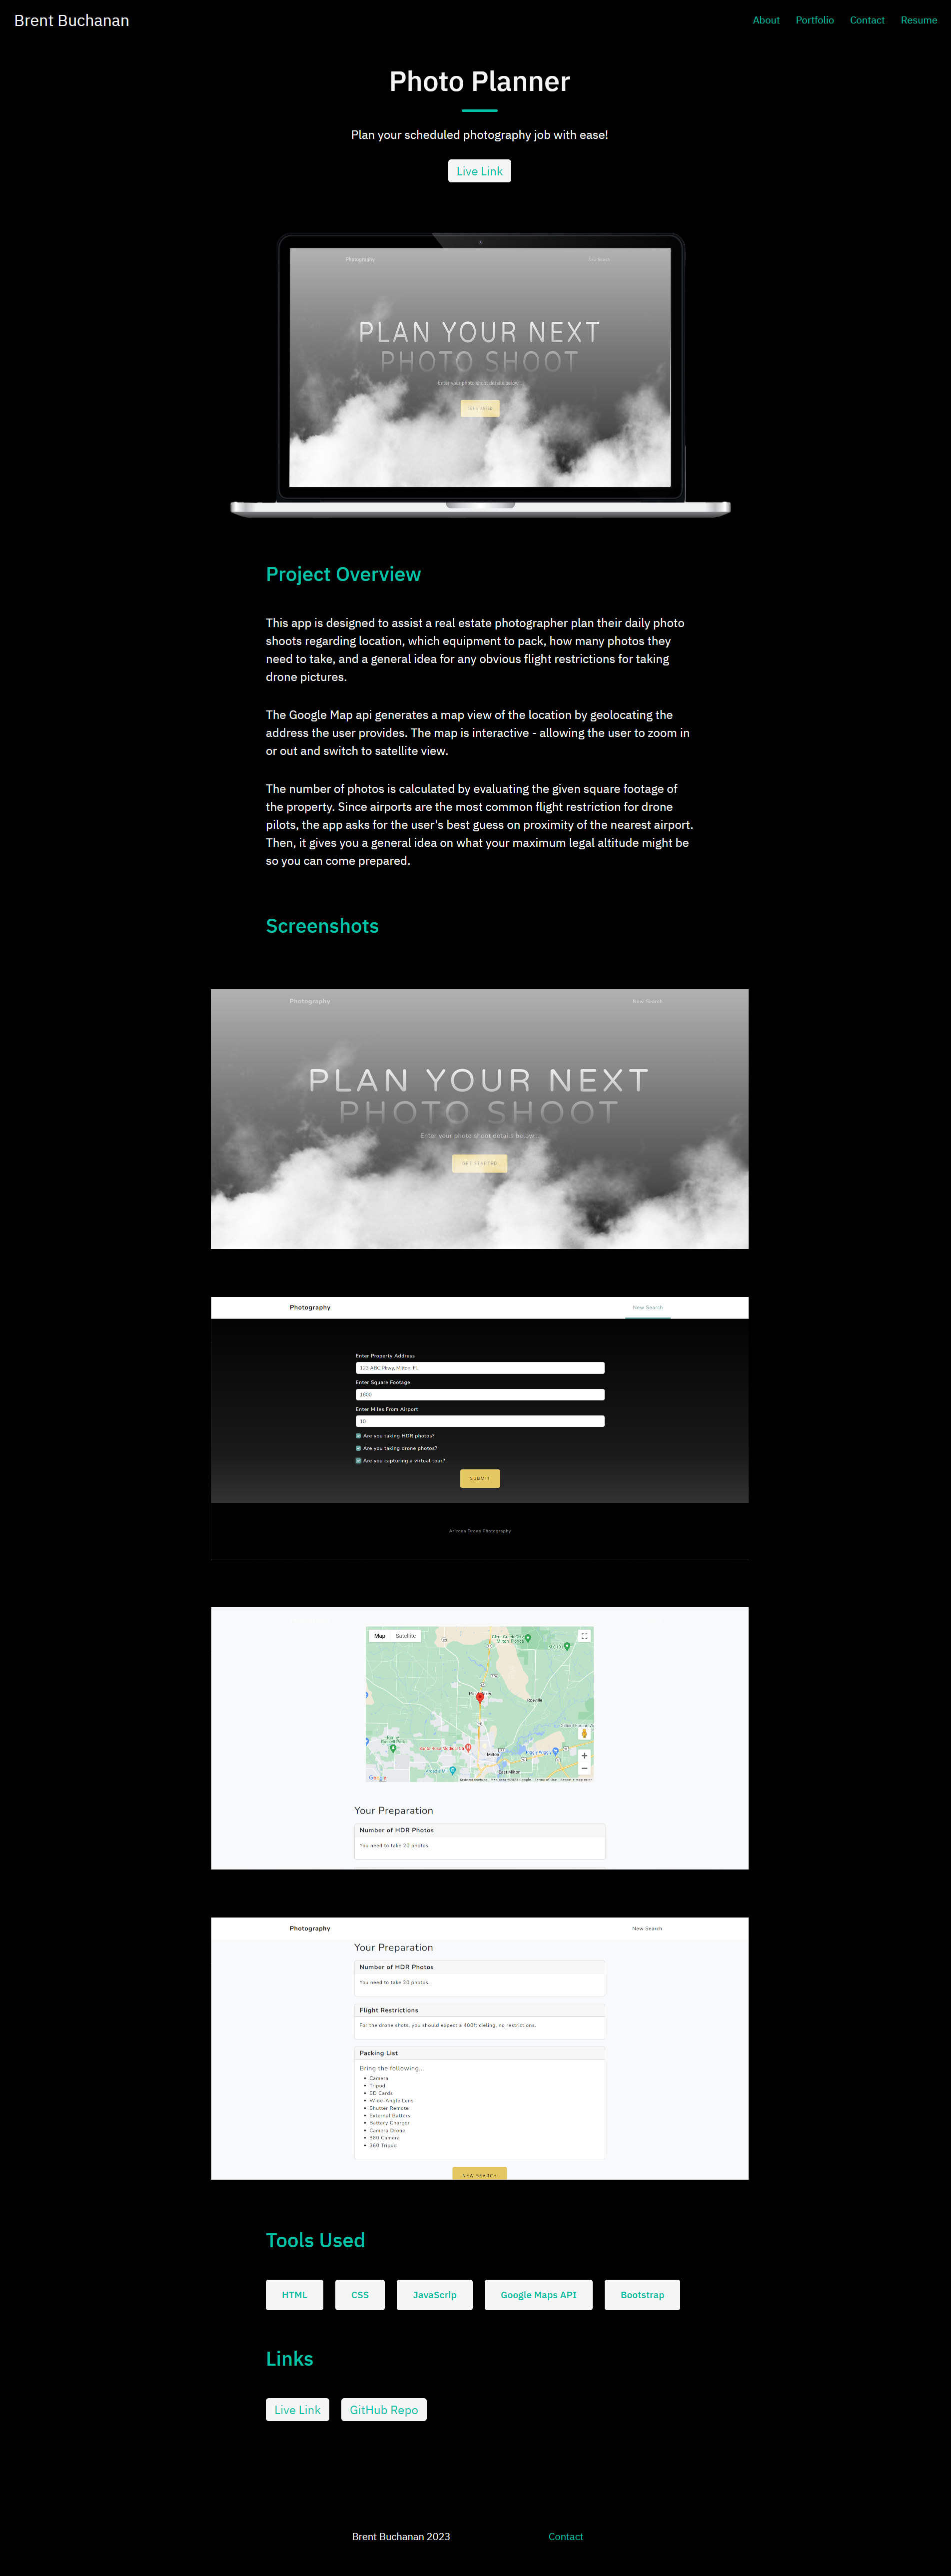 Brent Buchanan
About Portfolio Contact Resume
Photo Planner
Plan your scheduled photography job with ease!
Live Link
Photography
New Search
PLAN YOUR NEXT
PHOTO SHOOT
Enter your photo shoot details below
GET STARTED
Project Overview
This app is designed to assist a real estate photographer plan their daily photo
shoots regarding location, which equipment to pack, how many photos they
need to take, and a general idea for any obvious flight restrictions for taking
drone pictures.
The Google Map api generates a map view of the location by geolocating the
address the user provides. The map is interactive - allowing the user to zoom in
or out and switch to satellite view.
The number of photos is calculated by evaluating the given square footage of
the property. Since airports are the most common flight restriction for drone
pilots, the app asks for the user's best guess on proximity of the nearest airport.
Then, it gives you a general idea on what your maximum legal altitude might be
so you can come prepared.
Screenshots
Photography
New Search
PLAN YOUR NEXT
PHOTO SHOOT
Enter your photo shoot details below
GET STARTED
Photography
New Search
Enter Property Address
123 ABC Pkwy, Milton, FL
Enter Square Footage
1800
Enter Miles From Airport
10
Are you taking HDR photos?
Are you taking drone photos?
Are you capturing a virtual tour?
SUBMIT
Arizona Drone Photography
Map Satellite
Roeville
Milton
East Milton
Google
Your Preparation
Number of HDR Photos
You need to take 20 photos.
Photography
New Search
Your Preparation
Number of HDR Photos
You need to take 20 photos.
Flight Restrictions
For the drone shots, you should expect a 400ft cieling, no restrictions.
Packing List
Bring the following...
Camera
Tripod
SD Cards
Wide-Angle Lens
Shutter Remote
External Battery
Battery Charger
Camera Drone
360 Camera
360 Tripod
NEW SEARCH
Tools Used
HTML CSS JavaScrip Google Maps API Bootstrap
Links
Live Link GitHub Repo
Brent Buchanan 2023 Contact